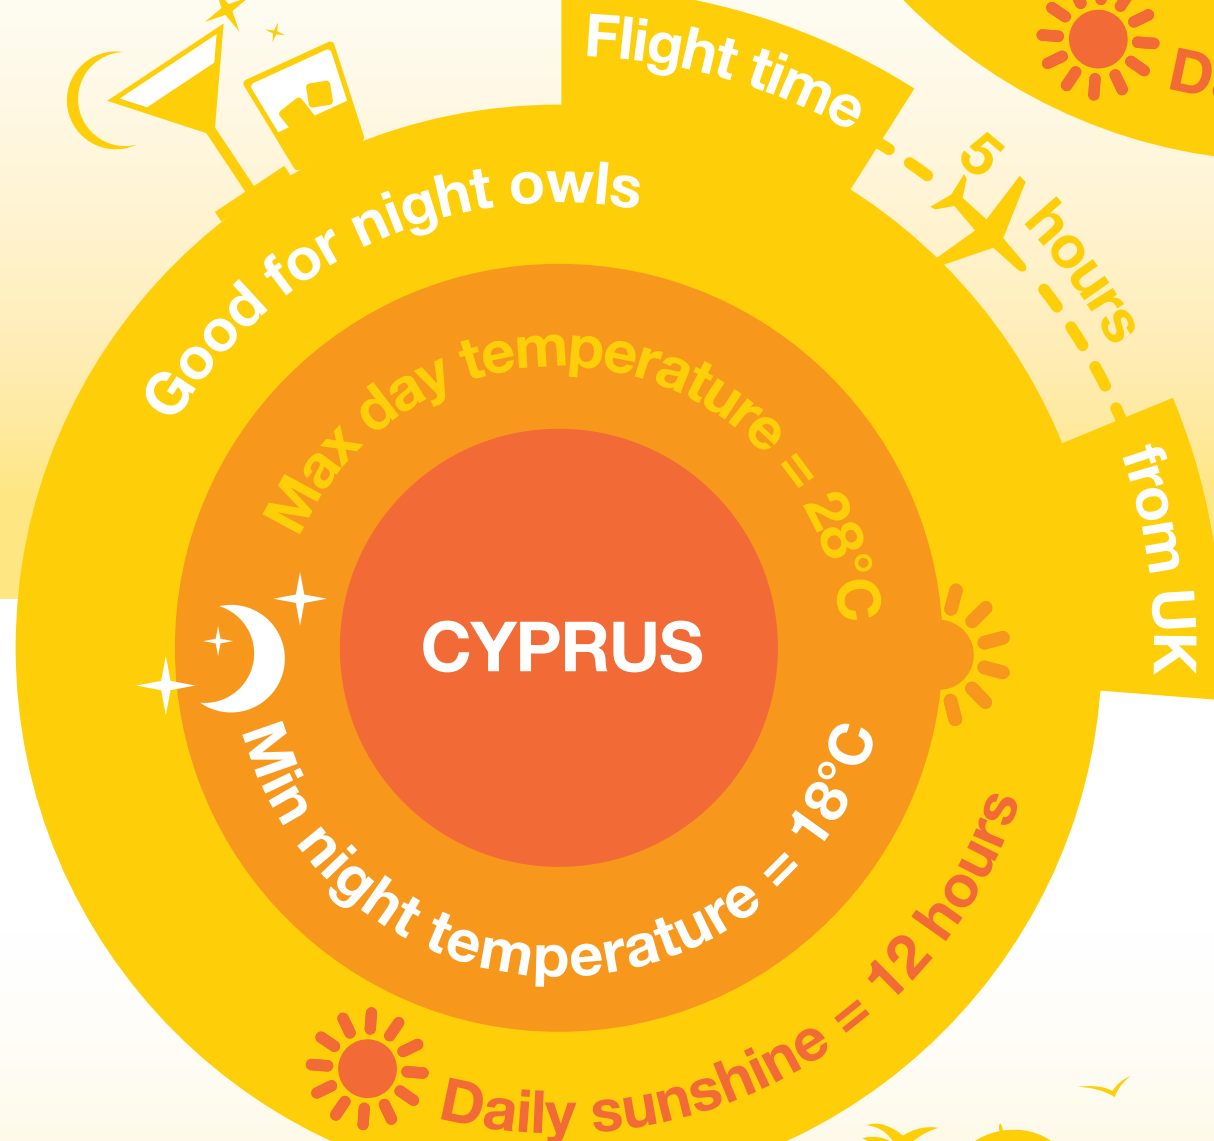 Flight time
5 hours
from UK
Good for night owls
Max day temperature = 28°C
CYPRUS
Min night temperature = 18°C
Daily sunshine = 12 hours